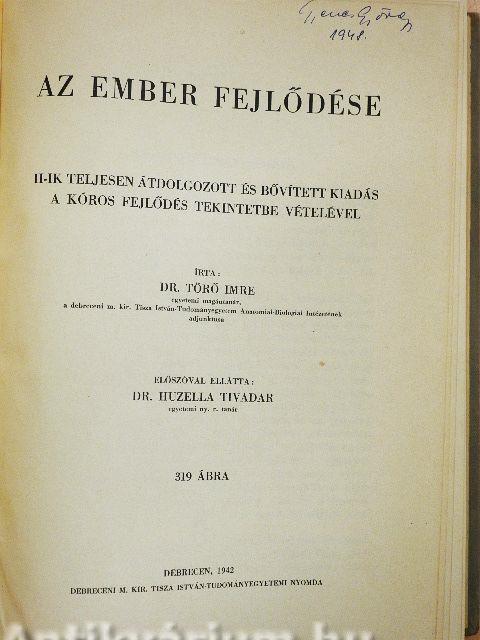 1948.
AZ EMBER FEJLŐDÉSE
II-IK TELJESEN ÁTDOLGOZOTT ÉS BŐVÍTETT KIADÁS
A KÓROS FEJLŐDÉS TEKINTETBE VÉTELÉVEL
ÍRTA:
DR. TÖRŐ IMRE
egyetemi magántanár,
a debreceni m. kir. Tisza István-Tudományegyetem Anatomiai-Biologiai Intézetének
adjunktusa
ELŐSZÓVAL ELLÁTTA:
DR. HUZELLA TIVADAR
egyetemi ny. r. tanár
319 ÁBRA
DEBRECEN, 1942
DEBRECENI M. KIR. TISZA ISTVÁN-TUDOMÁNYEGYETEMI NYOMDA
Antikvárium.hu